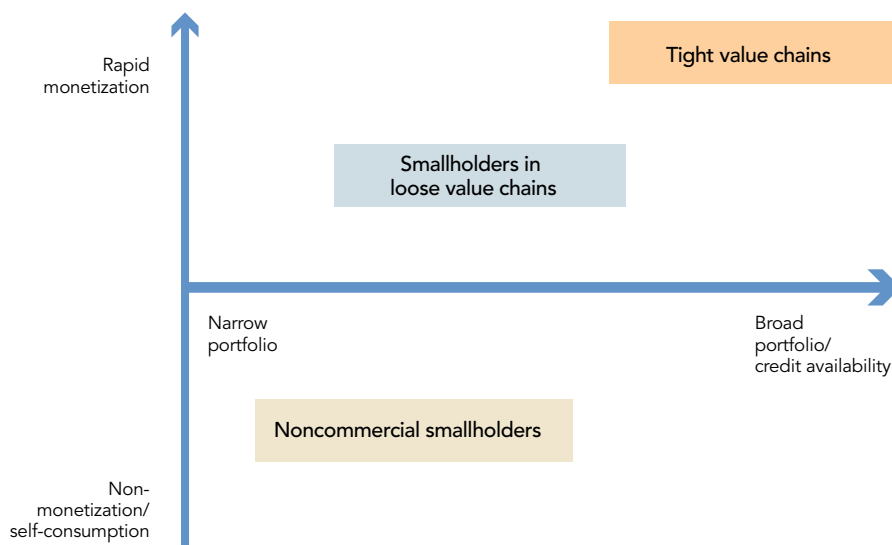 Rapid
monetization
Tight value chains
Smallholders in
loose value chains
Narrow
portfolio
Broad
portfolio/
credit availability
Noncommercial smallholders
Non-
monetization/
self-consumption